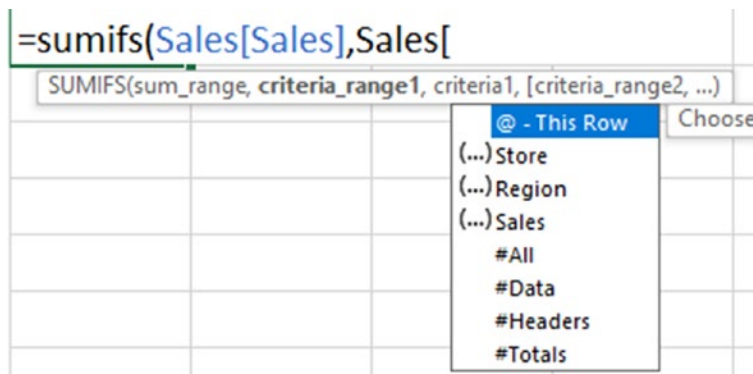 =sumifs(Sales[Sales],Sales[
SUMIFS(sum_range, criteria_range1, criteria1, [criteria_range2, ...)
@ - This Row
Choose
(...) Store
(...) Region
(...) Sales
#All
#Data
#Headers
#Totals